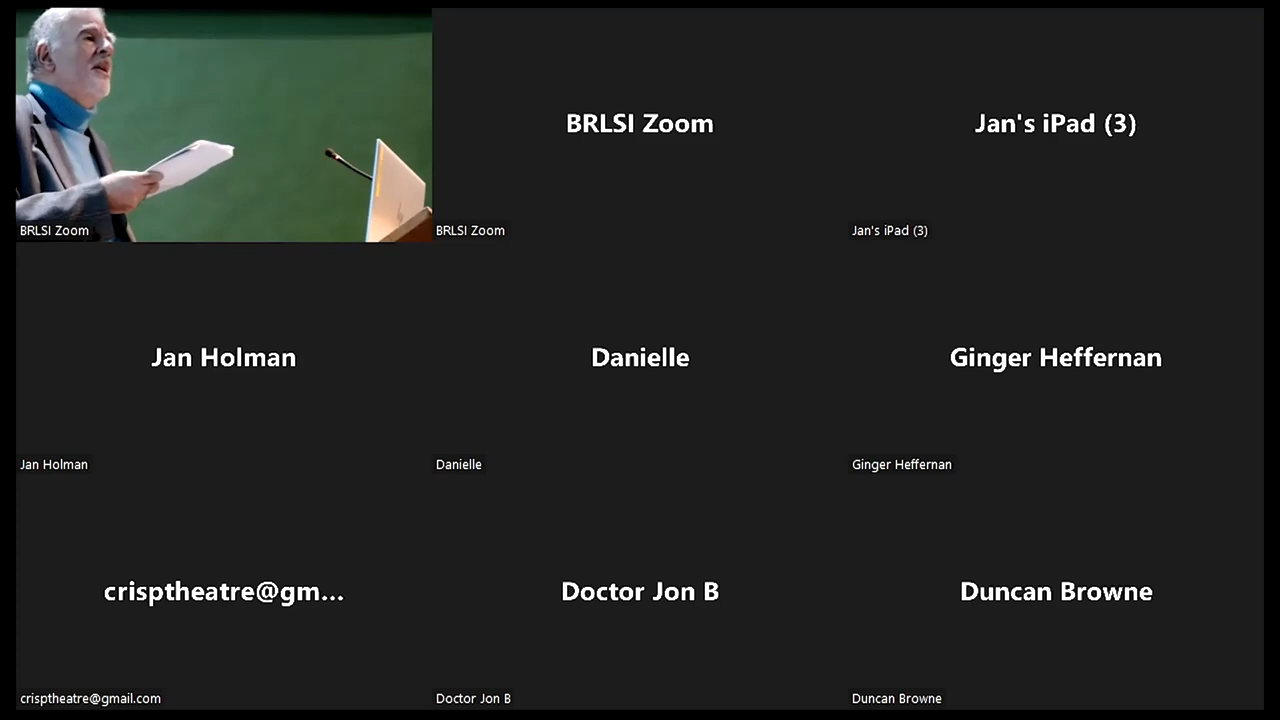 BRLSI Zoom
Jan's iPad (3)
BRLSI Zoom
BRLSI Zoom
Jan's iPad (3)
Jan Holman
Danielle
Ginger Heffernan
Jan Holman
Danielle
Ginger Heffernan
crisptheatre@gm...
Doctor Jon B
Duncan Browne
crisptheatre@gmail.com
Doctor Jon B
Duncan Browne